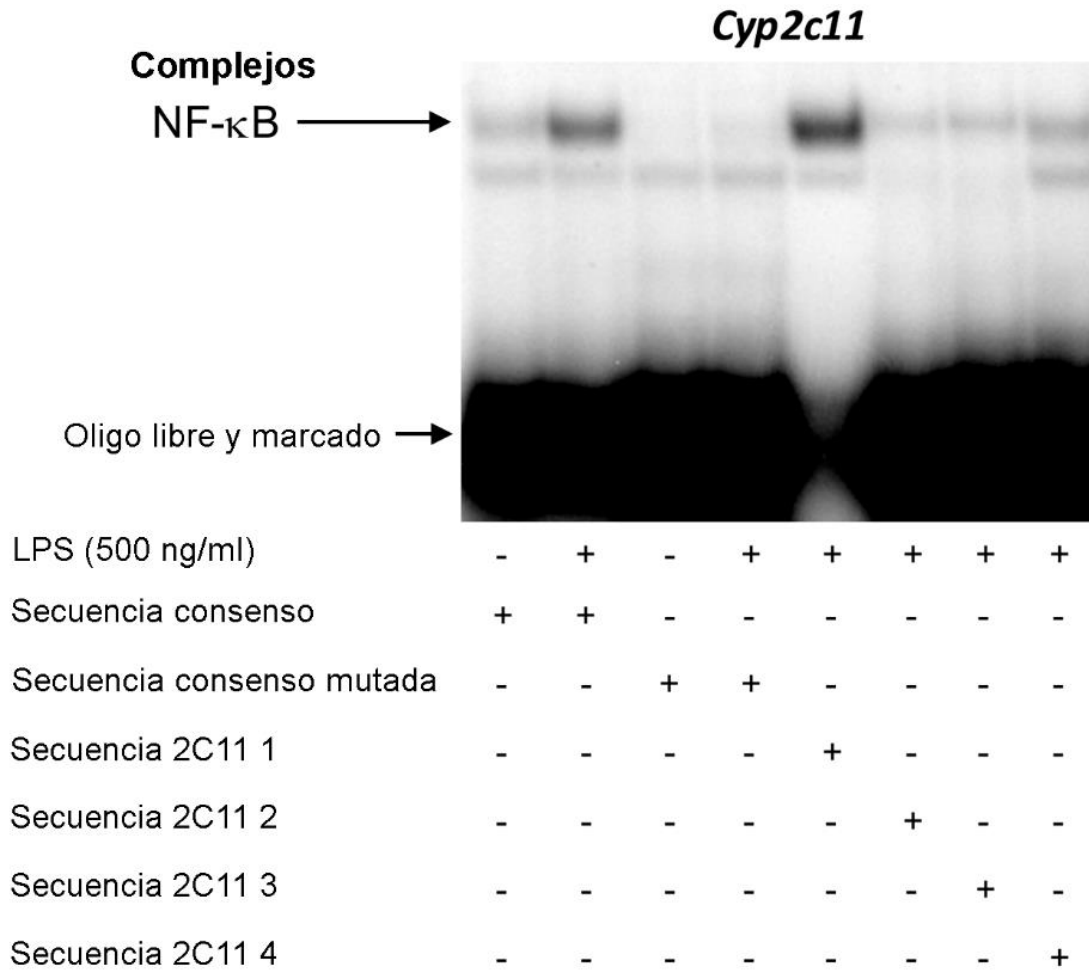 Cyp2c11
Complejos
NF-κB
Oligo libre y marcado
LPS (500 ng/ml) - + - + + + + +
Secuencia consenso + + - - - - - -
Secuencia consenso mutada - - + + - - - -
Secuencia 2C11 1 - - - - + - - -
Secuencia 2C11 2 - - - - - + - -
Secuencia 2C11 3 - - - - - - + -
Secuencia 2C11 4 - - - - - - - +